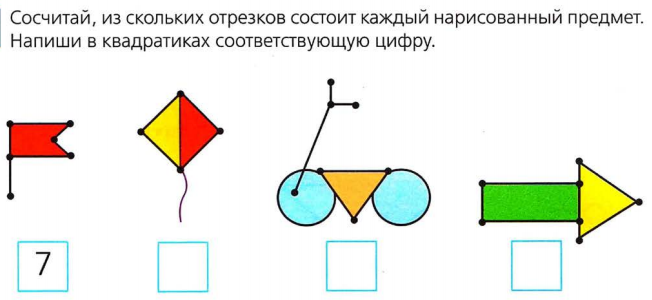 Сосчитай, из скольких отрезков состоит каждый нарисованный предмет.
Напиши в квадратиках соответствующую цифру.
7